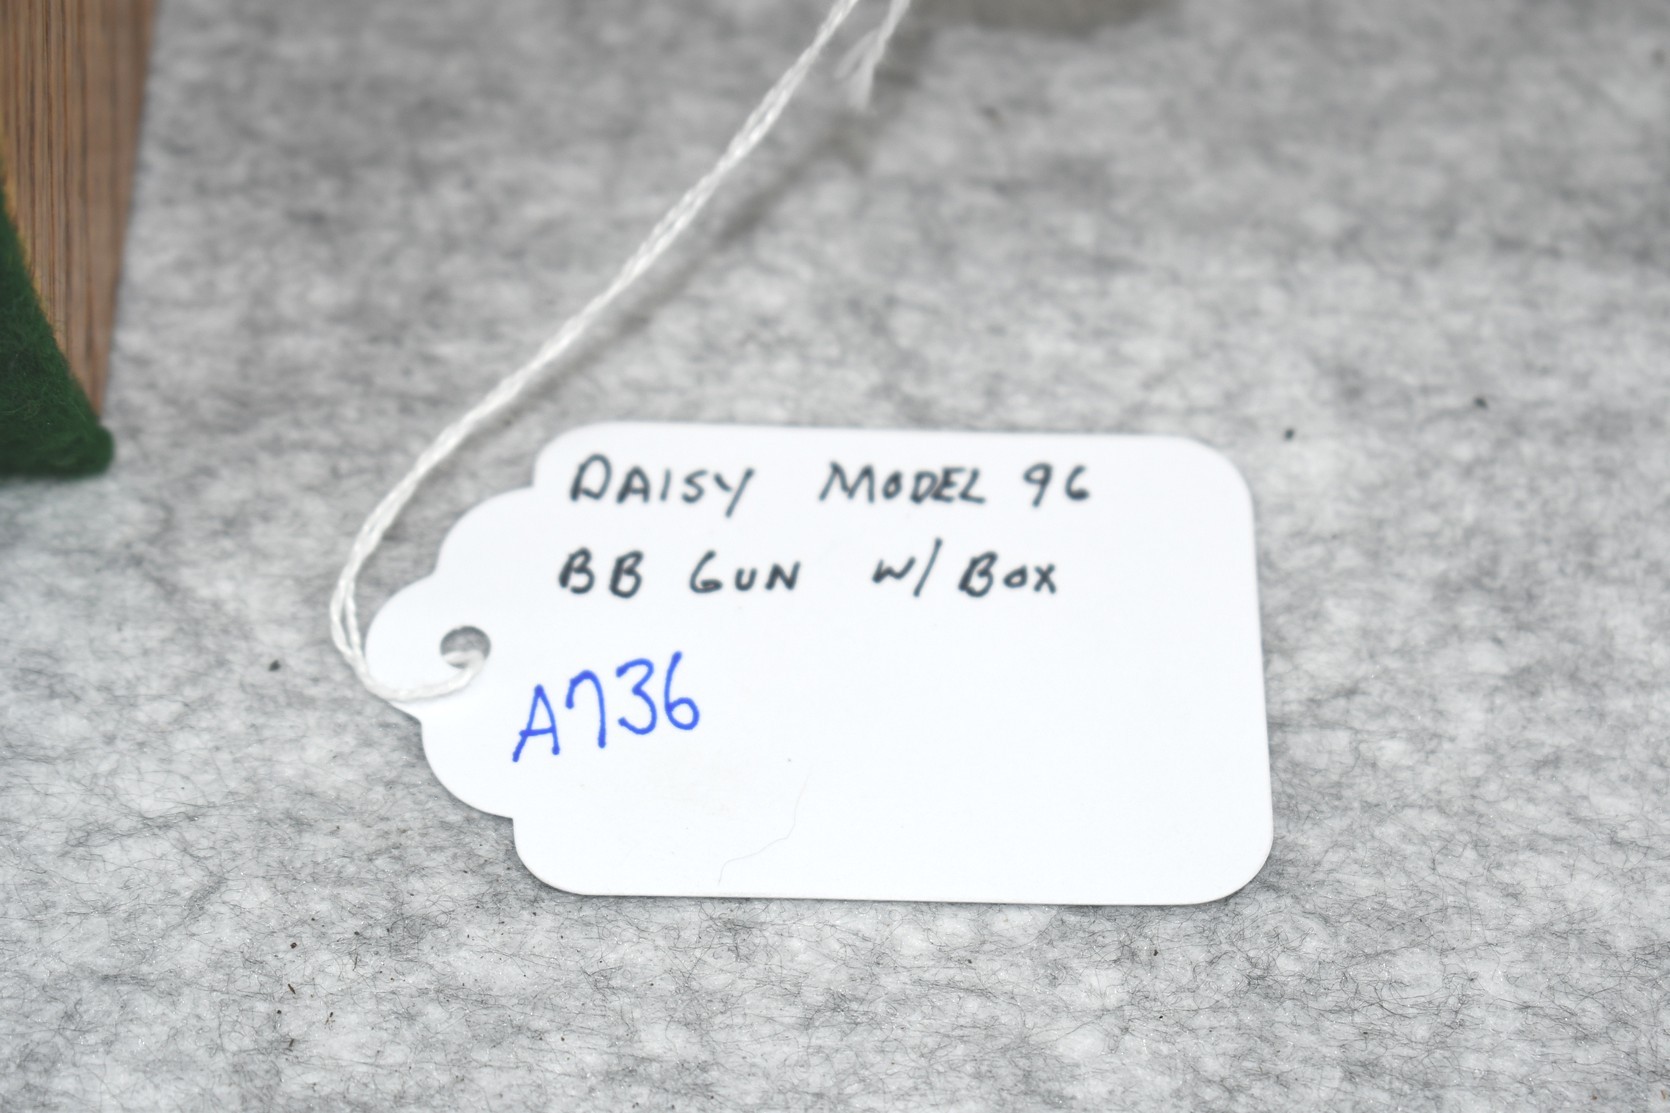 DAISY MODEL 96
BB GUN W/ BOX
A736